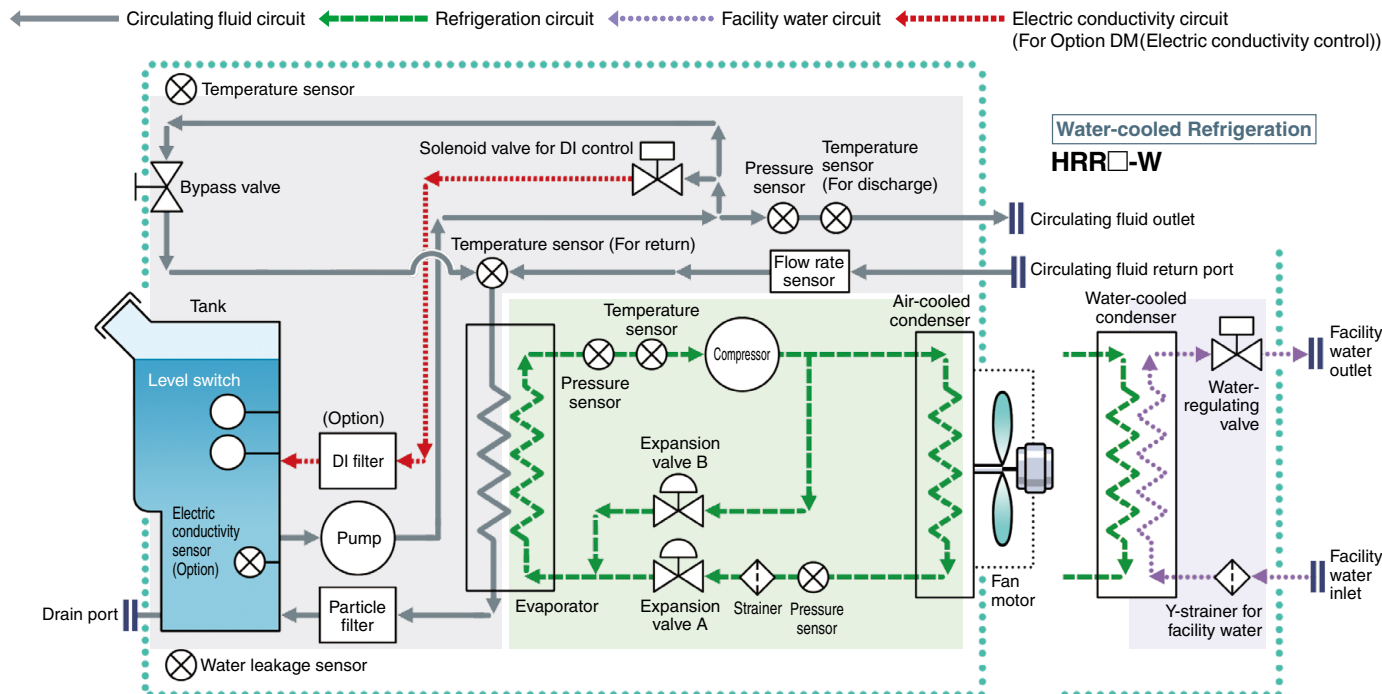 Circulating fluid circuit
Refrigeration circuit
Facility water circuit
Electric conductivity circuit
(For Option DM(Electric conductivity control))
Temperature sensor
Water-cooled Refrigeration
HRR□-W
Solenoid valve for DI control
Pressure
sensor
Temperature
sensor
(For discharge)
Bypass valve
Circulating fluid outlet
Temperature sensor (For return)
Flow rate
sensor
Circulating fluid return port
Tank
Level switch
(Option)
DI filter
Electric
conductivity
sensor
(Option)
Pump
Drain port
Particle
filter
Water leakage sensor
Temperature
sensor
Pressure
sensor
Compressor
Air-cooled
condenser
Expansion
valve B
Evaporator
Expansion
valve A
Strainer
Pressure
sensor
Fan
motor
Water-cooled
condenser
Facility
water
outlet
Water-
regulating
valve
Facility
water
inlet
Y-strainer for
facility water